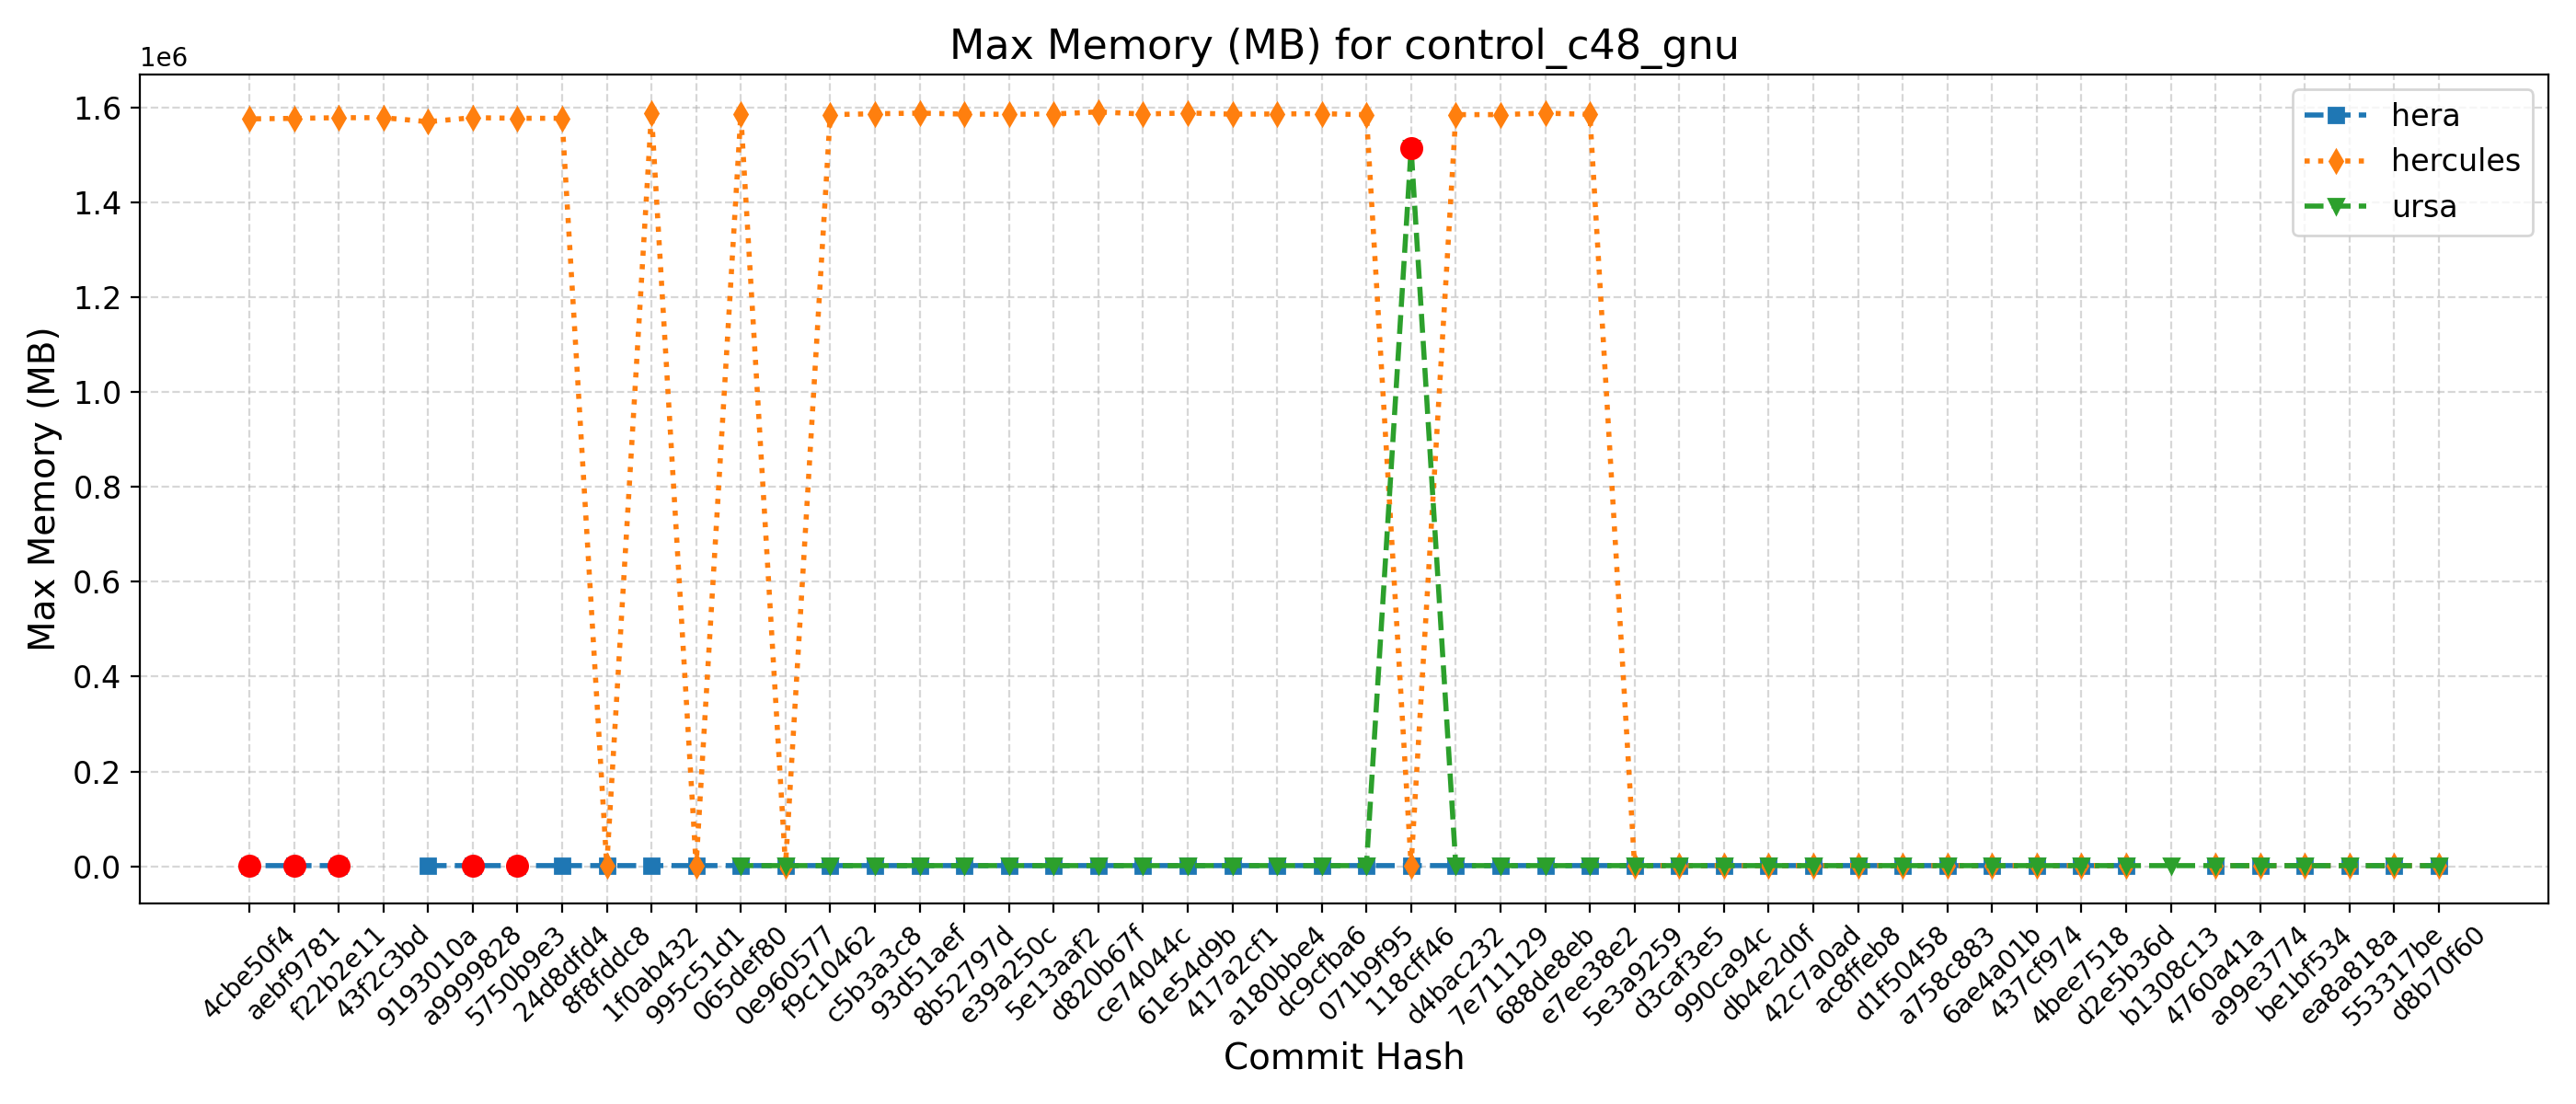 Max Memory (MB) for control_c48_gnu
1e6
1.6
1.4
1.2
1.0
0.8
0.6
0.4
0.2
0.0
Max Memory (MB)
hera
hercules
ursa
4cbe50f4
aebf9781
f22b2e11
43f2c3bd
9193010a
a9999828
5750b9e3
24d8dfd4
8f8fddc8
1f0ab432
995c51d1
065def80
0e960577
f9c10462
c5b3a3c8
93d51aef
8b52797d
e39a250c
5e13aaf2
d820b67f
ce74044c
61e54d9b
417a2cf1
a180bbe4
dc9cfba6
071b9f95
118cff46
d4bac232
7e711129
688de8eb
e7ee38e2
5e3a9259
d3caf3e5
990ca94c
db4e2d0f
42c7a0ad
ac8ffeb8
d1f50458
a758c883
6ae4a01b
437cf974
4bee7518
d2e5b36d
b1308c13
4760a41a
a99e3774
be1bf534
ea8a818a
553317be
d8b70f60
Commit Hash